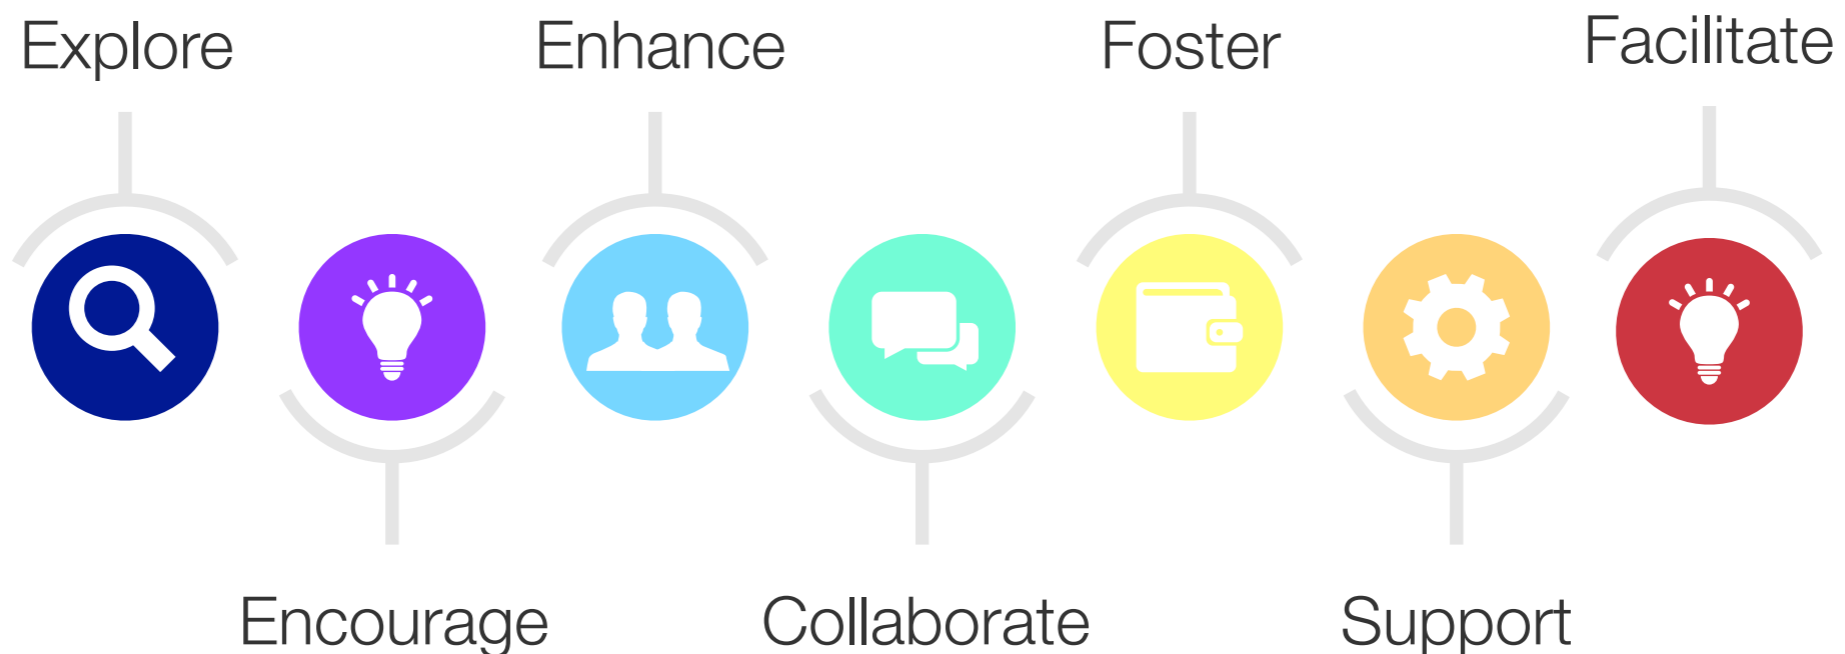 Explore
Enhance
Foster
Facilitate
Encourage
Collaborate
Support